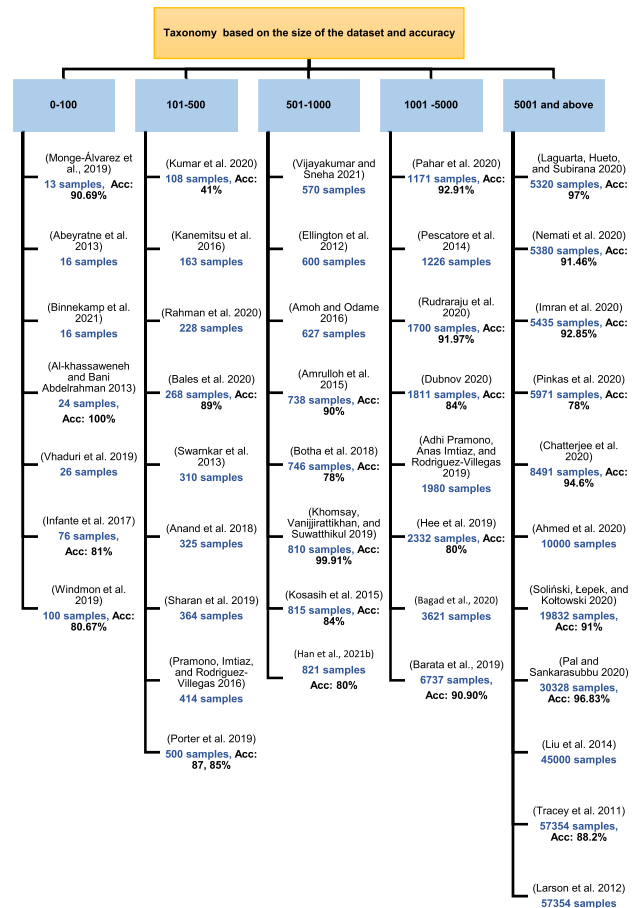 Taxonomy based on the size of the dataset and accuracy
0-100
101-500
501-1000
1001 -5000
5001 and above
(Monge-Álvarez et
al., 2019)
13 samples, Acc:
90.69%
(Abeyratne et al.
2013)
16 samples
(Binnekamp et al.
2021)
16 samples
(Al-khassaweneh
and Bani
Abdelrahman 2013)
24 samples,
Acc: 100%
(Vhaduri et al. 2019)
26 samples
(Infante et al. 2017)
76 samples,
Acc: 81%
(Windmon et al.
2019)
100 samples, Acc:
80.67%
(Kumar et al. 2020)
108 samples, Acc:
41%
(Kanemitsu et al.
2016)
163 samples
(Rahman et al. 2020)
228 samples
(Bales et al. 2020)
268 samples, Acc:
89%
(Swarnkar et al.
2013)
310 samples
(Anand et al. 2018)
325 samples
(Sharan et al. 2019)
364 samples
(Pramono, Imtiaz,
and Rodriguez-
Villegas 2016)
414 samples
(Porter et al. 2019)
500 samples, Acc:
87, 85%
(Vijayakumar and
Sneha 2021)
570 samples
(Ellington et al.
2012)
600 samples
(Amoh and Odame
2016)
627 samples
(Amrulloh et al.
2015)
738 samples, Acc:
90%
(Botha et al. 2018)
746 samples, Acc:
78%
(Khomsay,
Vanijjirattikhan, and
Suwatthikul 2019)
810 samples, Acc:
99.91%
(Kosasih et al. 2015)
815 samples, Acc:
84%
(Han et al., 2021b)
821 samples
Acc: 80%
(Pahar et al. 2020)
1171 samples, Acc:
92.91%
(Pescatore et al.
2014)
1226 samples
(Rudraraju et al.
2020)
1700 samples, Acc:
91.97%
(Dubnov 2020)
1811 samples, Acc:
84%
(Adhi Pramono,
Anas Imtiaz, and
Rodriguez-Villegas
2019)
1980 samples
(Hee et al. 2019)
2332 samples, Acc:
80%
(Bagad et al., 2020)
3621 samples
(Barata et al., 2019)
6737 samples,
Acc: 90.90%
(Laguarta, Hueto,
and Subirana 2020)
5320 samples, Acc:
97%
(Nemati et al. 2020)
5380 samples, Acc:
91.46%
(Imran et al. 2020)
5435 samples, Acc:
92.85%
(Pinkas et al. 2020)
5971 samples, Acc:
78%
(Chatterjee et al.
2020)
8491 samples, Acc:
94.6%
(Ahmed et al. 2020)
10000 samples
(Soliński, Łepek, and
Kołtowski 2020)
19832 samples,
Acc: 91%
(Pal and
Sankarasubbu 2020)
30328 samples,
Acc: 96.83%
(Liu et al. 2014)
45000 samples
(Tracey et al. 2011)
57354 samples,
Acc: 88.2%
(Larson et al. 2012)
57354 samples